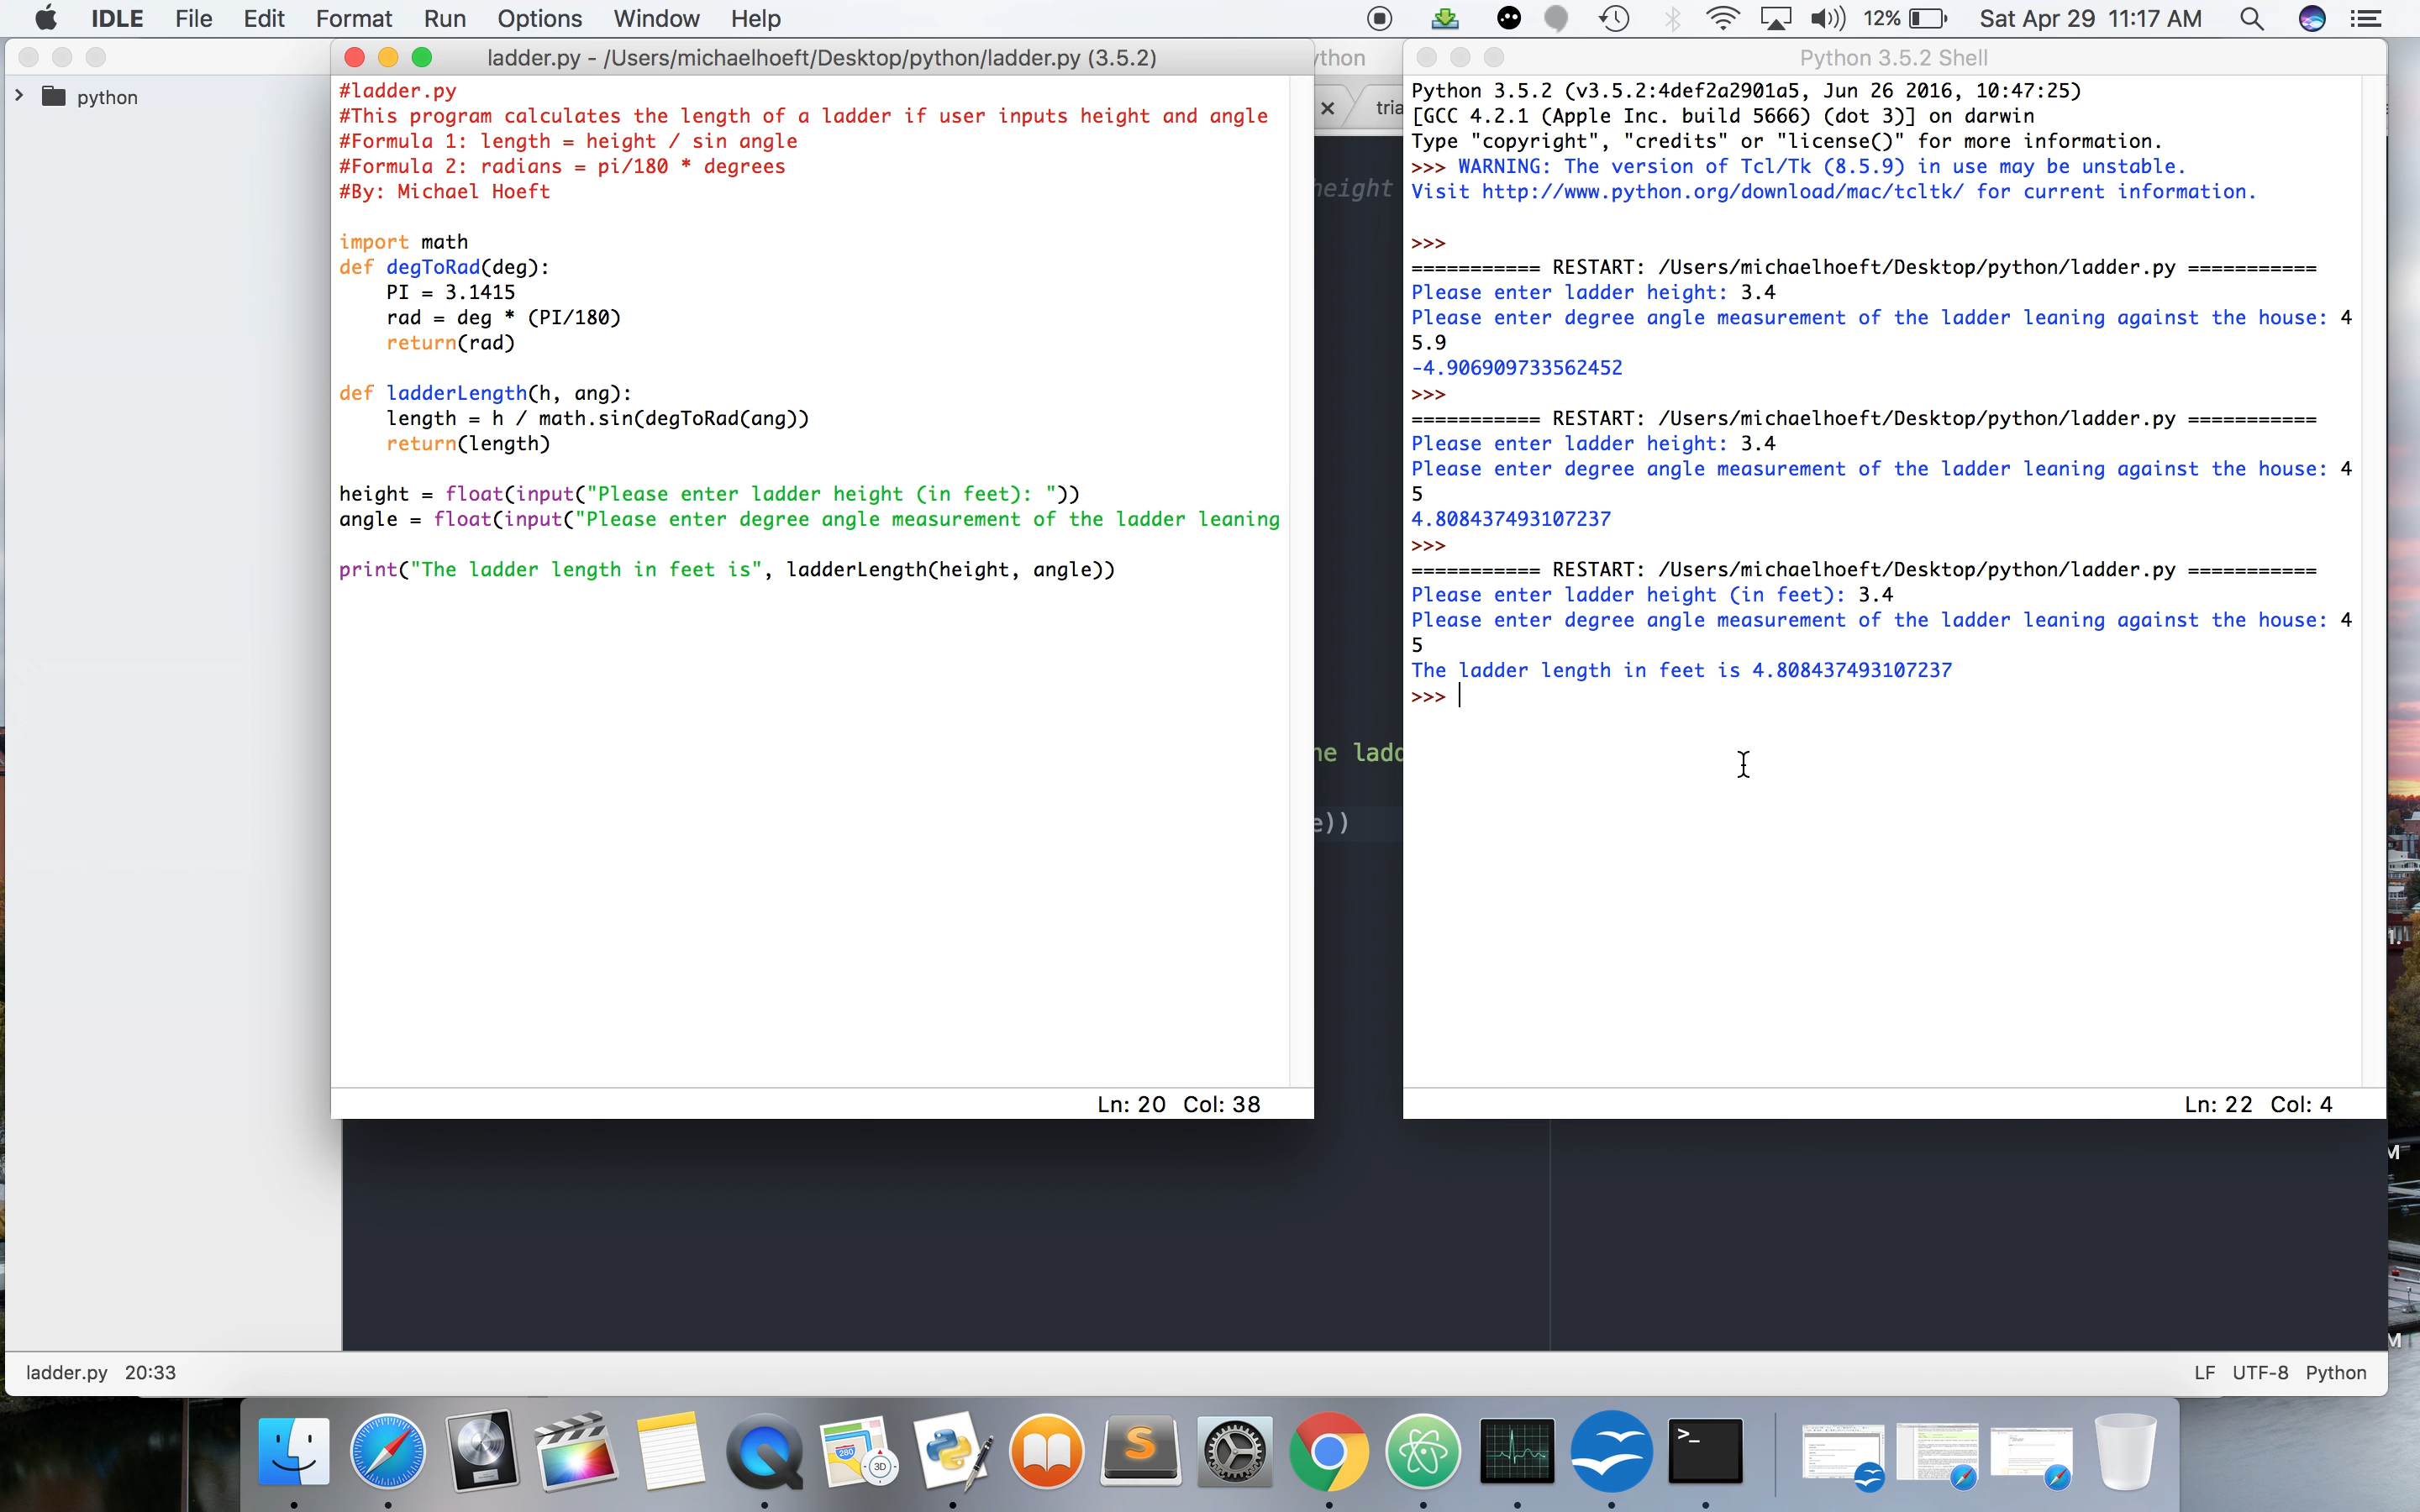 IDLE File Edit Format Run Options Window Help 12% Sat Apr 29 11:17 AM
python
ladder.py - /Users/michaelhoeft/Desktop/python/ladder.py (3.5.2)
#ladder.py
#This program calculates the length of a ladder if user inputs height and angle
#Formula 1: length = height / sin angle
#Formula 2: radians = pi/180 * degrees
#By: Michael Hoeft
import math
def degToRad(deg):
    PI = 3.1415
    rad = deg * (PI/180)
    return(rad)
def ladderLength(h, ang):
    length = h / math.sin(degToRad(ang))
    return(length)
height = float(input("Please enter ladder height (in feet): "))
angle = float(input("Please enter degree angle measurement of the ladder leaning
print("The ladder length in feet is", ladderLength(height, angle))
Ln: 20 Col: 38
ython
tria
height
he ladd
e))
Python 3.5.2 Shell
Python 3.5.2 (v3.5.2:4def2a2901a5, Jun 26 2016, 10:47:25)
[GCC 4.2.1 (Apple Inc. build 5666) (dot 3)] on darwin
Type "copyright", "credits" or "license()" for more information.
>>> WARNING: The version of Tcl/Tk (8.5.9) in use may be unstable.
Visit http://www.python.org/download/mac/tcltk/ for current information.
>>>
=========== RESTART: /Users/michaelhoeft/Desktop/python/ladder.py ===========
Please enter ladder height: 3.4
Please enter degree angle measurement of the ladder leaning against the house: 4
5.9
-4.906909733562452
>>>
=========== RESTART: /Users/michaelhoeft/Desktop/python/ladder.py ===========
Please enter ladder height: 3.4
Please enter degree angle measurement of the ladder leaning against the house: 4
5
4.808437493107237
>>>
=========== RESTART: /Users/michaelhoeft/Desktop/python/ladder.py ===========
Please enter ladder height (in feet): 3.4
Please enter degree angle measurement of the ladder leaning against the house: 4
5
The ladder length in feet is 4.808437493107237
>>>
Ln: 22 Col: 4
ladder.py 20:33
LF UTF-8 Python
280
3D
S
>_